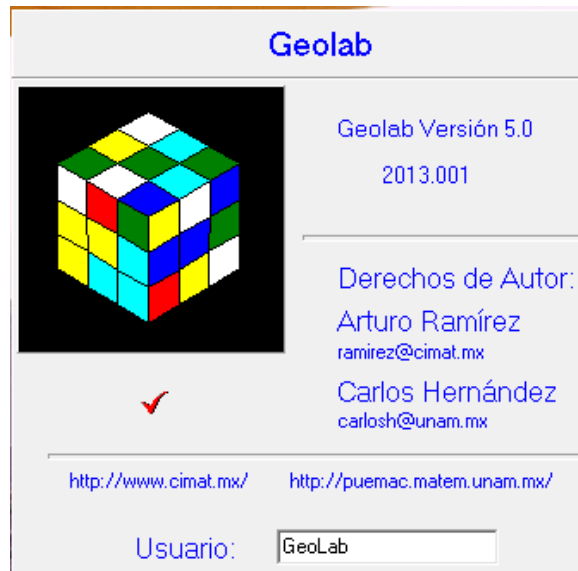 Geolab
Geolab Versión 5.0
2013.001
Derechos de Autor:
Arturo Ramírez
ramirez@cimat.mx
Carlos Hernández
carlosh@unam.mx
http://www.cimat.mx/
http://puemac.matem.unam.mx/
Usuario:
GeoLab